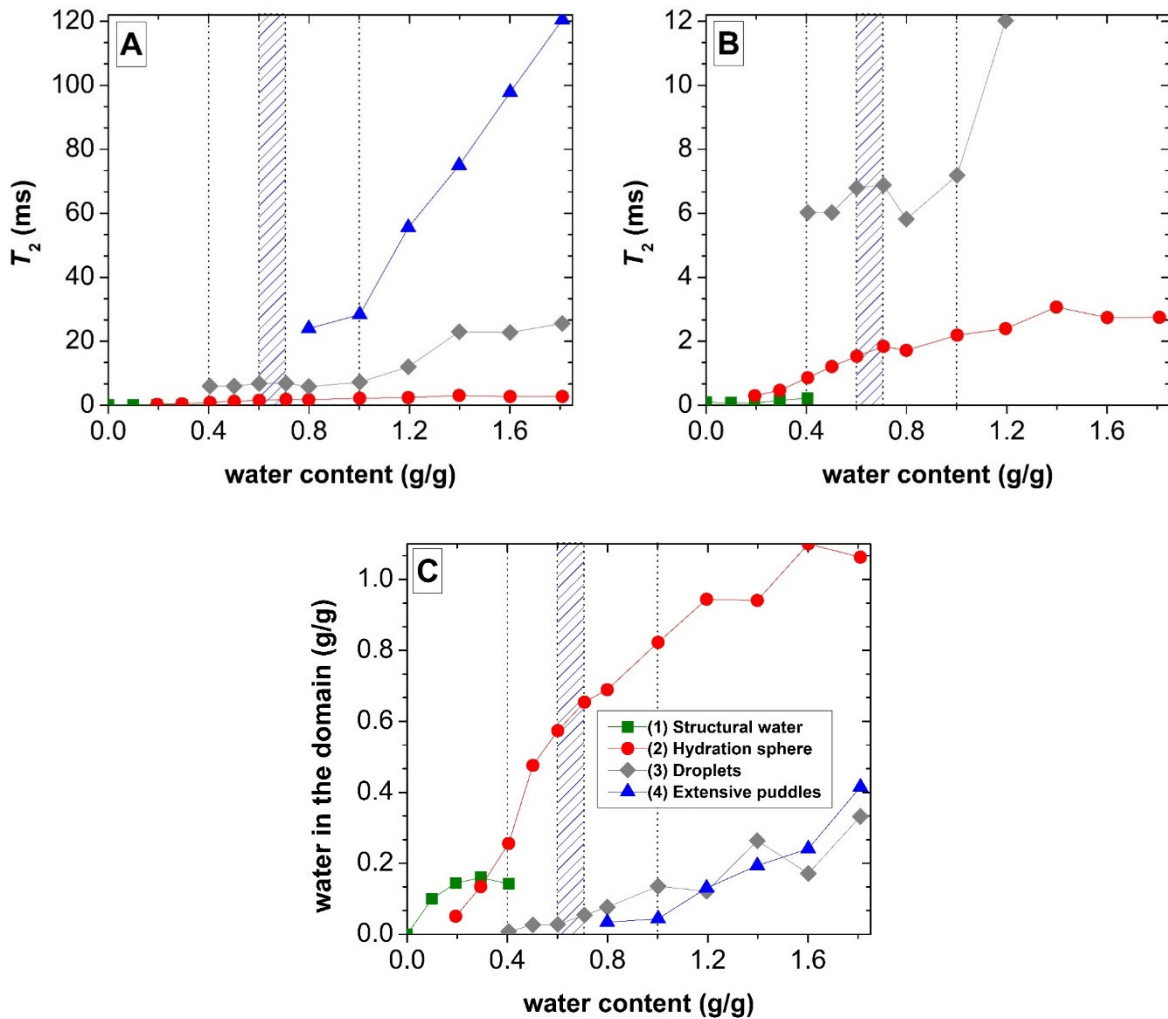 A
120
100
80
60
40
20
0
T2 (ms)
0.0 0.4 0.8 1.2 1.6
water content (g/g)
B
12
10
8
6
4
2
0
T2 (ms)
0.0 0.4 0.8 1.2 1.6
water content (g/g)
C
1.0
0.8
0.6
0.4
0.2
0.0
water in the domain (g/g)
(1) Structural water
(2) Hydration sphere
(3) Droplets
(4) Extensive puddles
0.0 0.4 0.8 1.2 1.6
water content (g/g)